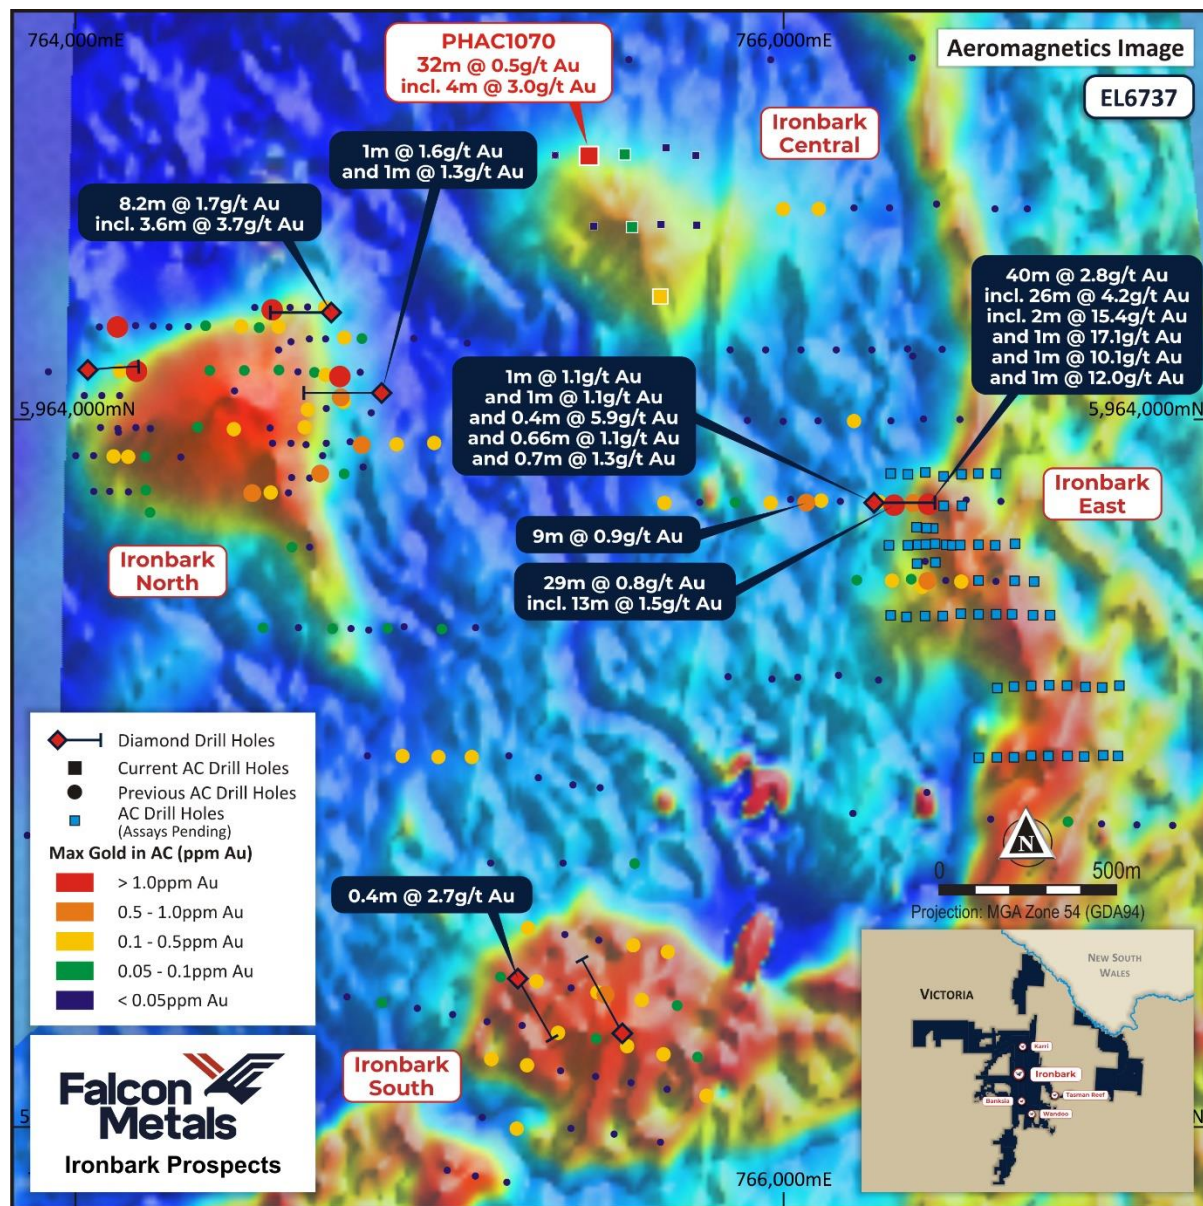 764,000mE
766,000mE
Aeromagnetics Image
EL6737
PHAC1070
32m @ 0.5g/t Au
incl. 4m @ 3.0g/t Au
Ironbark
Central
1m @ 1.6g/t Au
and 1m @ 1.3g/t Au
8.2m @ 1.7g/t Au
incl. 3.6m @ 3.7g/t Au
40m @ 2.8g/t Au
incl. 26m @ 4.2g/t Au
incl. 2m @ 15.4g/t Au
and 1m @ 17.1g/t Au
and 1m @ 10.1g/t Au
and 1m @ 12.0g/t Au
1m @ 1.1g/t Au
and 1m @ 1.1g/t Au
and 0.4m @ 5.9g/t Au
and 0.66m @ 1.1g/t Au
and 0.7m @ 1.3g/t Au
5,964,000mN
5,964,000mN
Ironbark
East
9m @ 0.9g/t Au
Ironbark
North
29m @ 0.8g/t Au
incl. 13m @ 1.5g/t Au
Diamond Drill Holes
Current AC Drill Holes
Previous AC Drill Holes
AC Drill Holes
(Assays Pending)
Max Gold in AC (ppm Au)
> 1.0ppm Au
0.5 - 1.0ppm Au
0.1 - 0.5ppm Au
0.05 - 0.1ppm Au
< 0.05ppm Au
N
0 500m
Projection: MGA Zone 54 (GDA94)
0.4m @ 2.7g/t Au
Ironbark
South
Falcon
Metals
Ironbark Prospects
NEW SOUTH
WALES
VICTORIA
Karri
Ironbark
Tasman Reef
Banksia
Wandoo
766,000mE